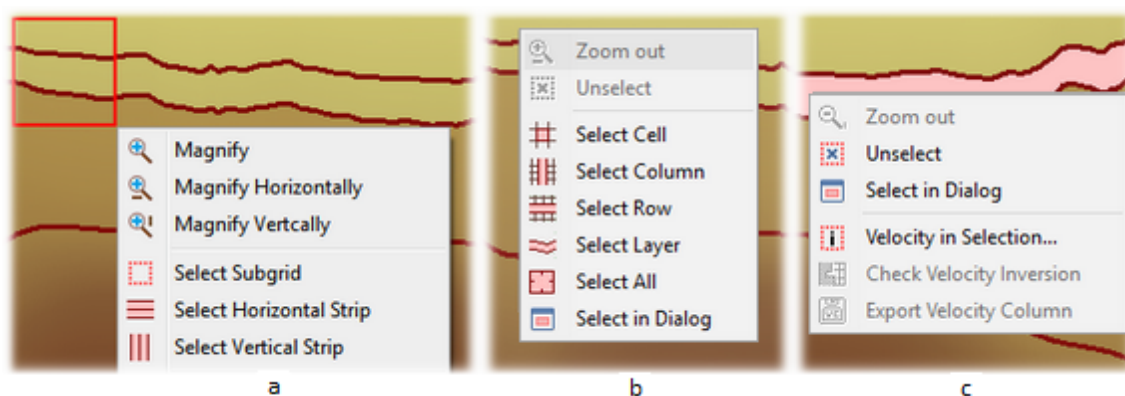 Magnify
Magnify Horizontally
Magnify Vertcally
Select Subgrid
Select Horizontal Strip
Select Vertical Strip
a
Zoom out
Unselect
Select Cell
Select Column
Select Row
Select Layer
Select All
Select in Dialog
b
Zoom out
Unselect
Select in Dialog
Velocity in Selection...
Check Velocity Inversion
Export Velocity Column
c